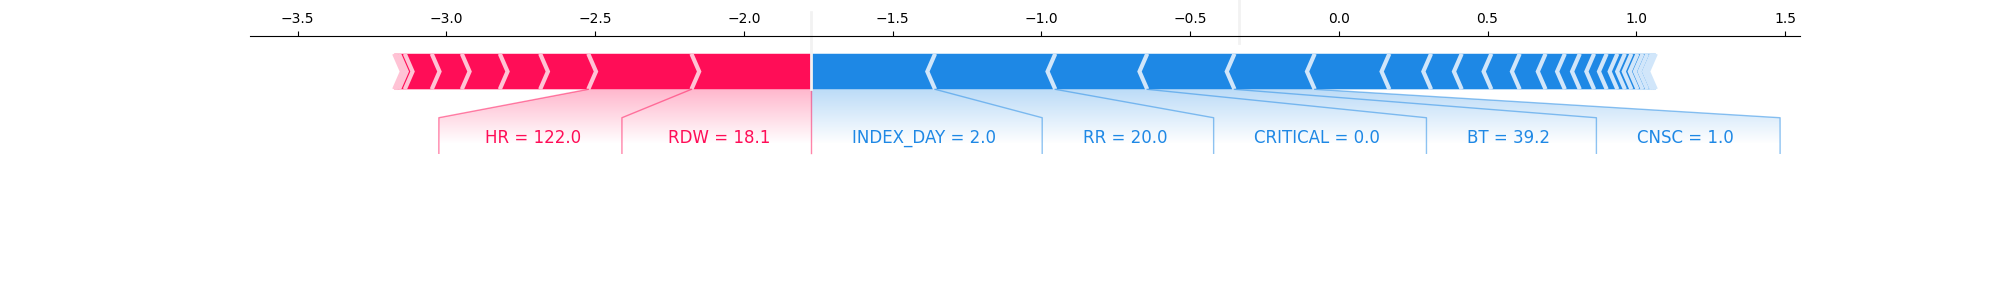 −3.5 −3.0 −2.5 −2.0 −1.5 −1.0 −0.5 0.0 0.5 1.0 1.5
HR = 122.0 RDW = 18.1 INDEX_DAY = 2.0 RR = 20.0 CRITICAL = 0.0 BT = 39.2 CNSC = 1.0